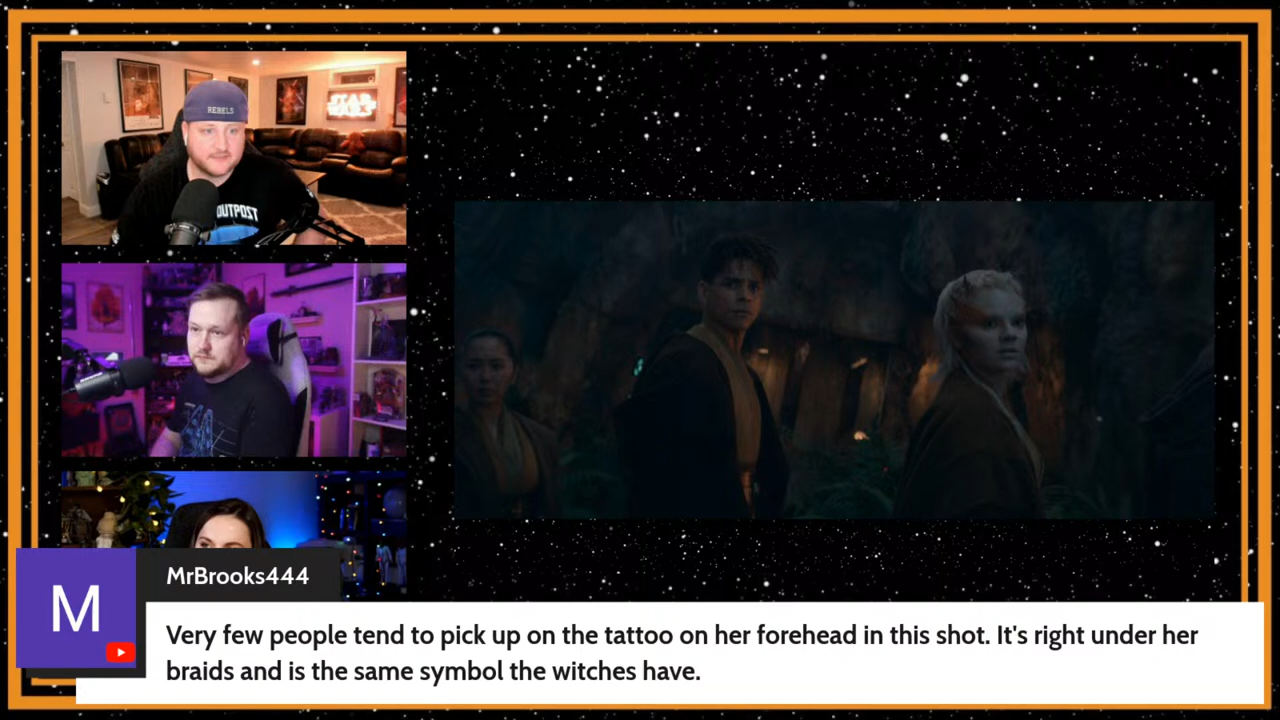 REBELS
STAR
WARS
OUTPOST
M
MrBrooks444
Very few people tend to pick up on the tattoo on her forehead in this shot. It's right under her
braids and is the same symbol the witches have.